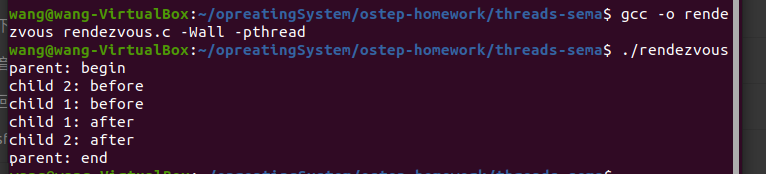 wang@wang-VirtualBox:~/opreatingSystem/ostep-homework/threads-sema$ gcc -o rende
zvous rendezvous.c -Wall -pthread
wang@wang-VirtualBox:~/opreatingSystem/ostep-homework/threads-sema$ ./rendezvous
parent: begin
child 2: before
child 1: before
child 1: after
child 2: after
parent: end